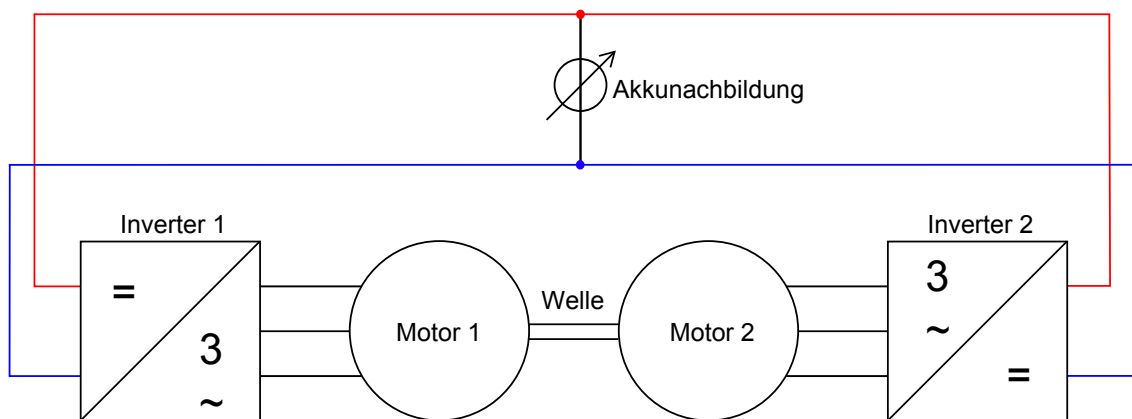 Akkunachbildung
Inverter 1
Inverter 2
=
3
~
Motor 1
Welle
Motor 2
3
~
=